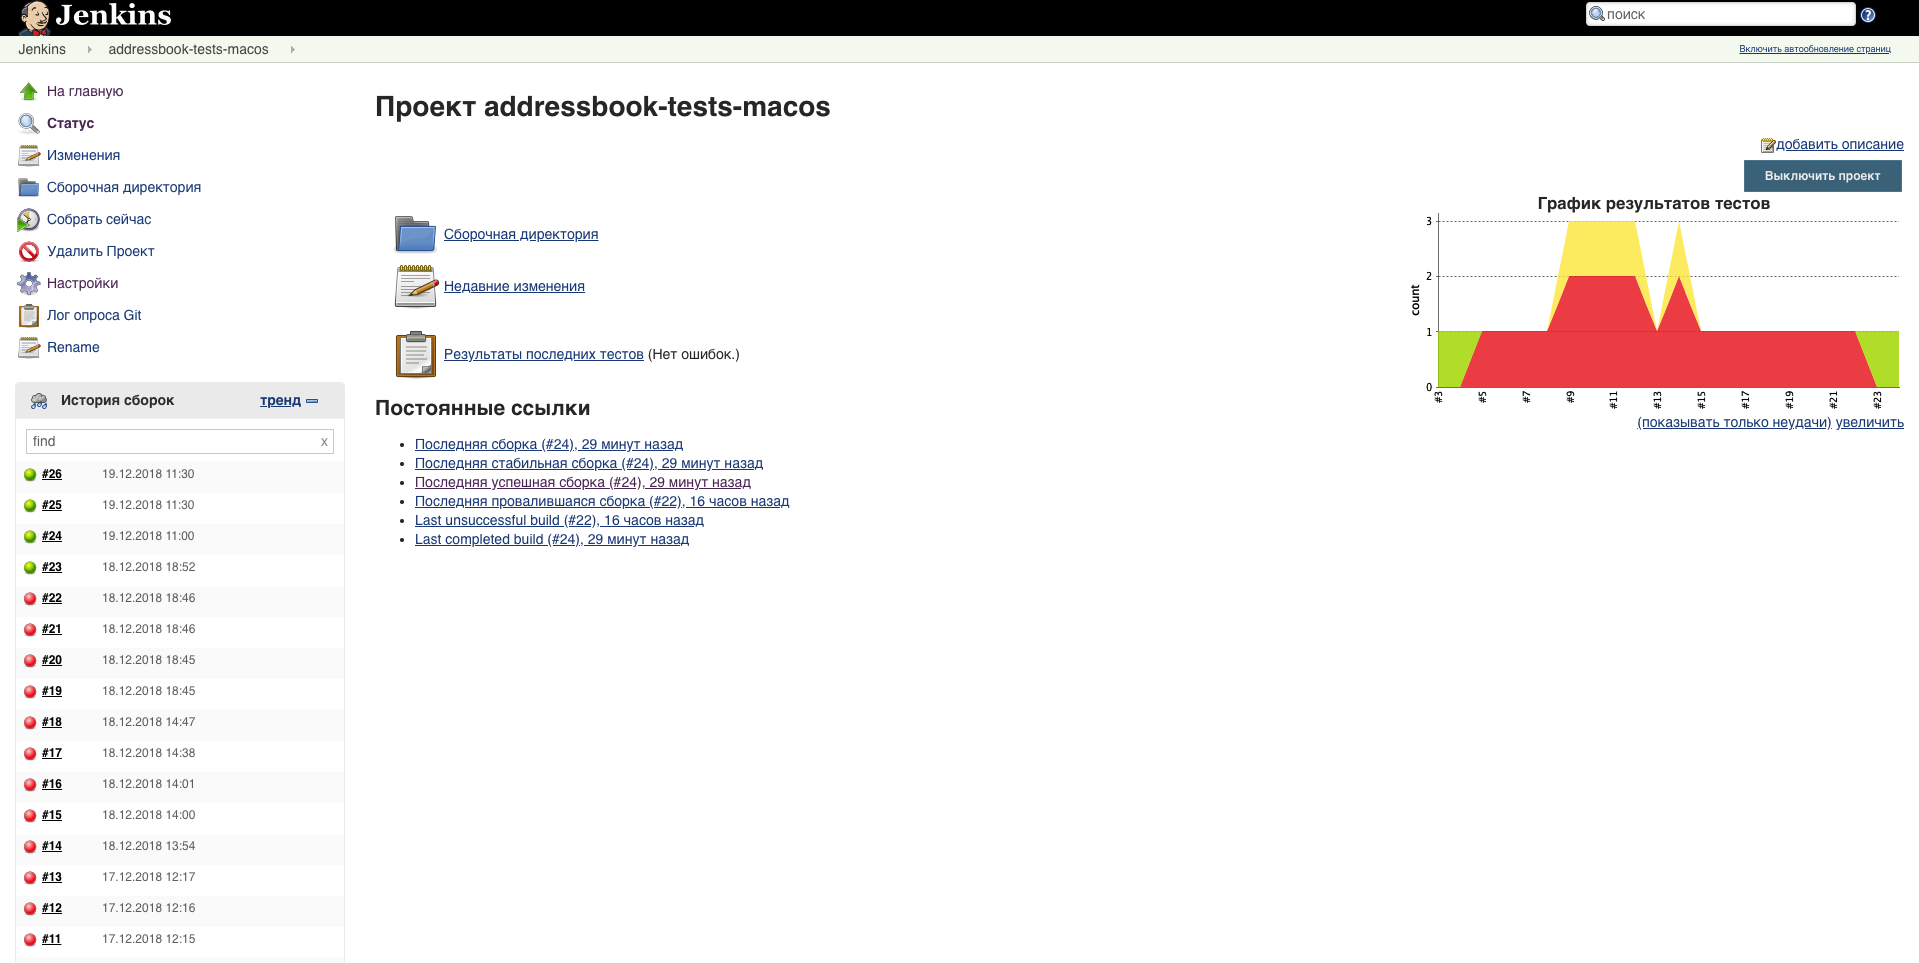 Jenkins
поиск
Jenkins addressbook-tests-macos
Включить автообновление страниц
На главную
Статус
Изменения
Сборочная директория
Собрать сейчас
Удалить Проект
Настройки
Лог опроса Git
Rename
История сборок
тренд
find x
#26 19.12.2018 11:30
#25 19.12.2018 11:30
#24 19.12.2018 11:00
#23 18.12.2018 18:52
#22 18.12.2018 18:46
#21 18.12.2018 18:46
#20 18.12.2018 18:45
#19 18.12.2018 18:45
#18 18.12.2018 14:47
#17 18.12.2018 14:38
#16 18.12.2018 14:01
#15 18.12.2018 14:00
#14 18.12.2018 13:54
#13 17.12.2018 12:17
#12 17.12.2018 12:16
#11 17.12.2018 12:15
Проект addressbook-tests-macos
Сборочная директория
Недавние изменения
Результаты последних тестов (Нет ошибок.)
Постоянные ссылки
Последняя сборка (#24), 29 минут назад
Последняя стабильная сборка (#24), 29 минут назад
Последняя успешная сборка (#24), 29 минут назад
Последняя провалившаяся сборка (#22), 16 часов назад
Last unsuccessful build (#22), 16 часов назад
Last completed build (#24), 29 минут назад
добавить описание
Выключить проект
График результатов тестов
count
3
2
1
0
#3 #5 #7 #9 #11 #13 #15 #17 #19 #21 #23
(показывать только неудачи) увеличить